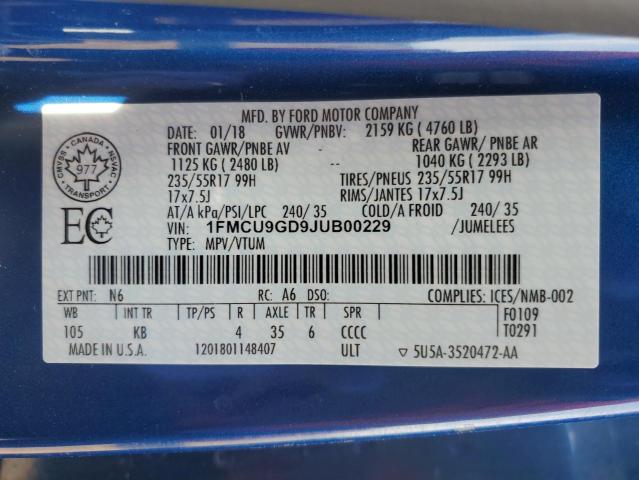 MFD. BY FORD MOTOR COMPANY
DATE: 01/18 GVWR/PNBV: 2159 KG ( 4760 LB)
FRONT GAWR/PNBE AV REAR GAWR/ PNBE AR
1125 KG ( 2480 LB) -- 1040 KG ( 2293 LB)
235/55R17 99H TIRES/PNEUS 235/55R17 99H
17x7.5J RIMS/JANTES 17x7.5J
AT/A kPa/PSI/LPC 240/ 35 COLD/A FROID 240/ 35
VIN: 1FMCU9GD9JUB00229 /JUMELEES
TYPE: MPV/VTUM
CANADA
NSVAC
TRANSPORT
SVAMC
977
EC
EXT PNT: N6 RC: A6 DSO: COMPLIES: ICES/NMB-002
WB INT TR TP/PS R AXLE TR SPR F0109
105 KB 4 35 6 CCCC T0291
MADE IN U.S.A. 1201801148407 ULT ▽ 5U5A-3520472-AA